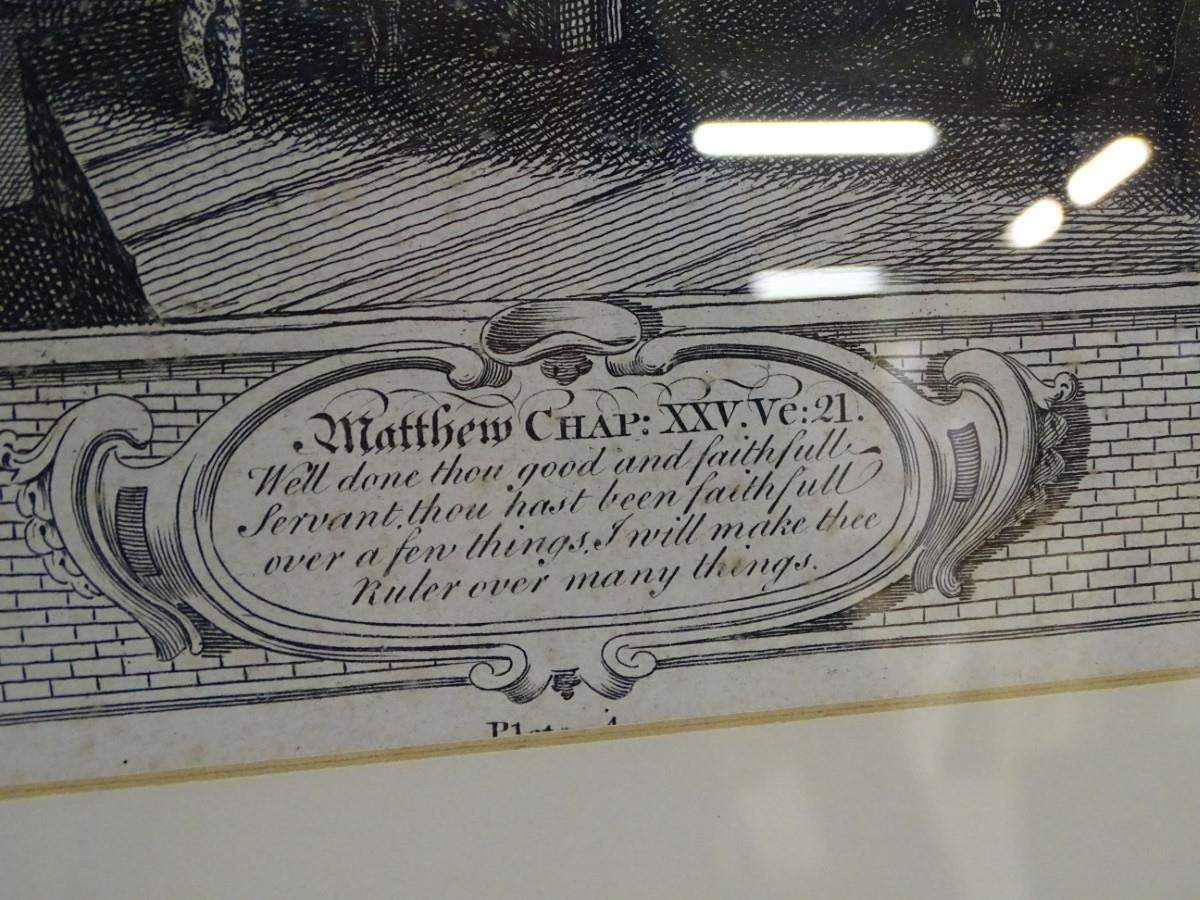 Matthew CHAP: XXV. Ve: 21.
Well done thou good and faithfull
Servant, thou hast been faithfull
over a few things, I will make thee
Ruler over many things.